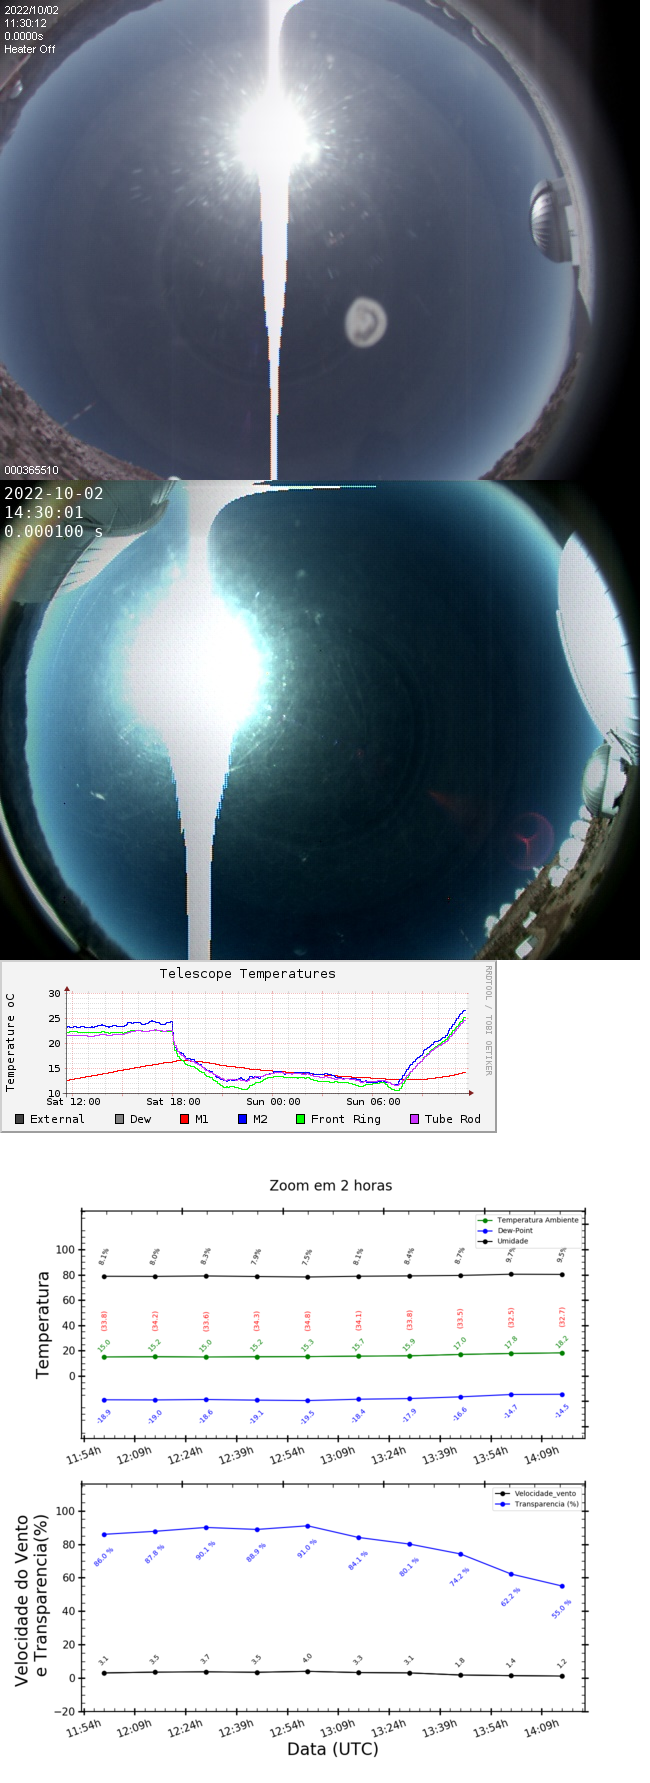 2022/10/02
11:30:12
0.0000s
Heater Off
000365510
2022-10-02
14:30:01
0.000100 s
Telescope Temperatures
RRDTOOL / TOBI OETIKER
Temperature oC
30
25
20
15
10
Sat 12:00 Sat 18:00 Sun 00:00 Sun 06:00
External Dew M1 M2 Front Ring Tube Rod
Zoom em 2 horas
Temperatura Ambiente
Dew-Point
Umidade
Temperatura
100
80
60
40
20
0
8.1% 8.0% 8.3% 7.9% 7.5% 8.1% 8.4% 8.7% 9.7% 9.5%
(33.8) (34.2) (33.6) (34.3) (34.8) (34.1) (33.8) (33.5) (32.5) (32.7)
15.0 15.2 15.0 15.2 15.3 15.7 15.9 17.0 17.8 18.2
-18.9 -19.0 -18.6 -19.1 -19.5 -18.4 -17.9 -16.6 -14.7 -14.5
11:54h 12:09h 12:24h 12:39h 12:54h 13:09h 13:24h 13:39h 13:54h 14:09h
Velocidade_vento
Transparencia (%)
Velocidade do Vento
e Transparencia(%)
100
80
60
40
20
0
−20
86.0 % 87.8 % 90.1 % 88.9 % 91.0 % 84.1 % 80.1 % 74.2 % 62.2 % 55.0 %
3.1 3.5 3.7 3.5 4.0 3.3 3.1 1.8 1.4 1.2
11:54h 12:09h 12:24h 12:39h 12:54h 13:09h 13:24h 13:39h 13:54h 14:09h
Data (UTC)